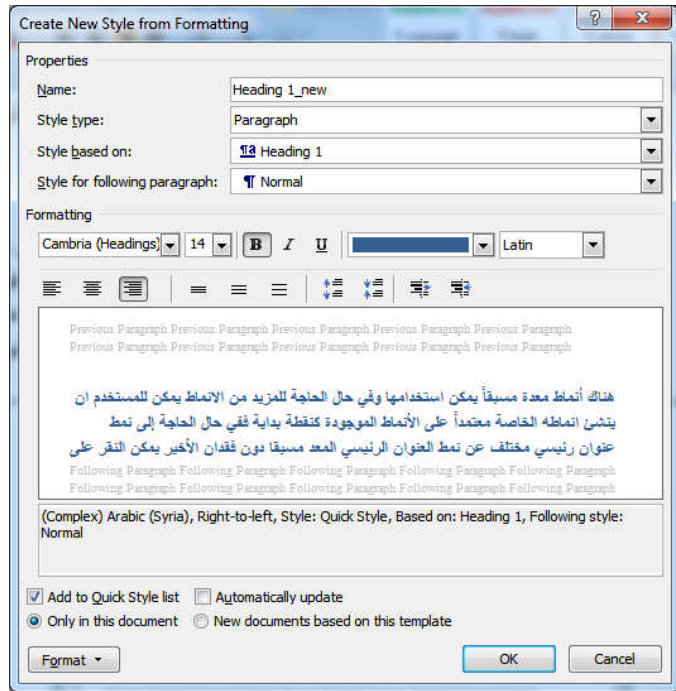 Create New Style from Formatting
Properties
Name: Heading 1_new
Style type: Paragraph
Style based on: Heading 1
Style for following paragraph: Normal
Formatting
Cambria (Headings) 14 B I U Latin
Previous Paragraph Previous Paragraph Previous Paragraph Previous Paragraph Previous Paragraph
Previous Paragraph Previous Paragraph Previous Paragraph Previous Paragraph Previous Paragraph
هناك أنماط معدة مسبقاً يمكن استخدامها وفي حال الحاجة للمزيد من الانماط يمكن للمستخدم ان
ينشئ انماطه الخاصة معتمداً على الأنماط الموجودة كنقطة بداية ففي حال الحاجة إلى نمط
عنوان رئيسي مختلف عن نمط العنوان الرئيسي المعد مسبقا دون فقدان الأخير يمكن النقر على
Following Paragraph Following Paragraph Following Paragraph Following Paragraph Following Paragraph
Following Paragraph Following Paragraph Following Paragraph Following Paragraph Following Paragraph
(Complex) Arabic (Syria), Right-to-left, Style: Quick Style, Based on: Heading 1, Following style:
Normal
Add to Quick Style list Automatically update
Only in this document New documents based on this template
Format OK Cancel